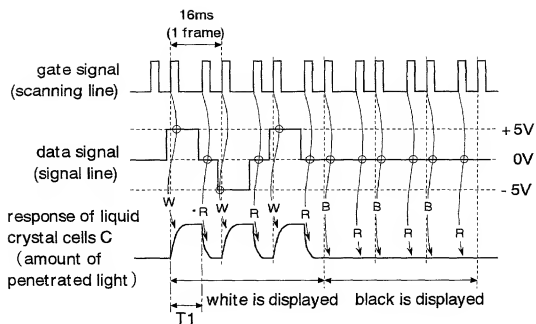 16ms
(1 frame)
gate signal
(scanning line)
+5V
data signal
(signal line)
0V
-5V
W
R
W
R
W
R
B
R
B
R
B
R
response of liquid
crystal cells C
(amount of
penetrated light)
white is displayed
black is displayed
T1